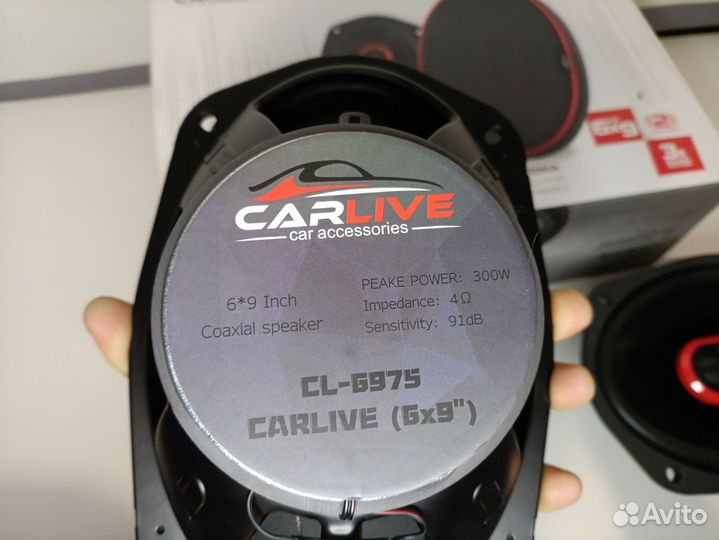 CARLIVE
car accessories
6*9 Inch
Coaxial speaker
PEAKE POWER: 300W
Impedance: 4Ω
Sensitivity: 91dB
CL-6975
CARLIVE (6x9")
6x9
Avito